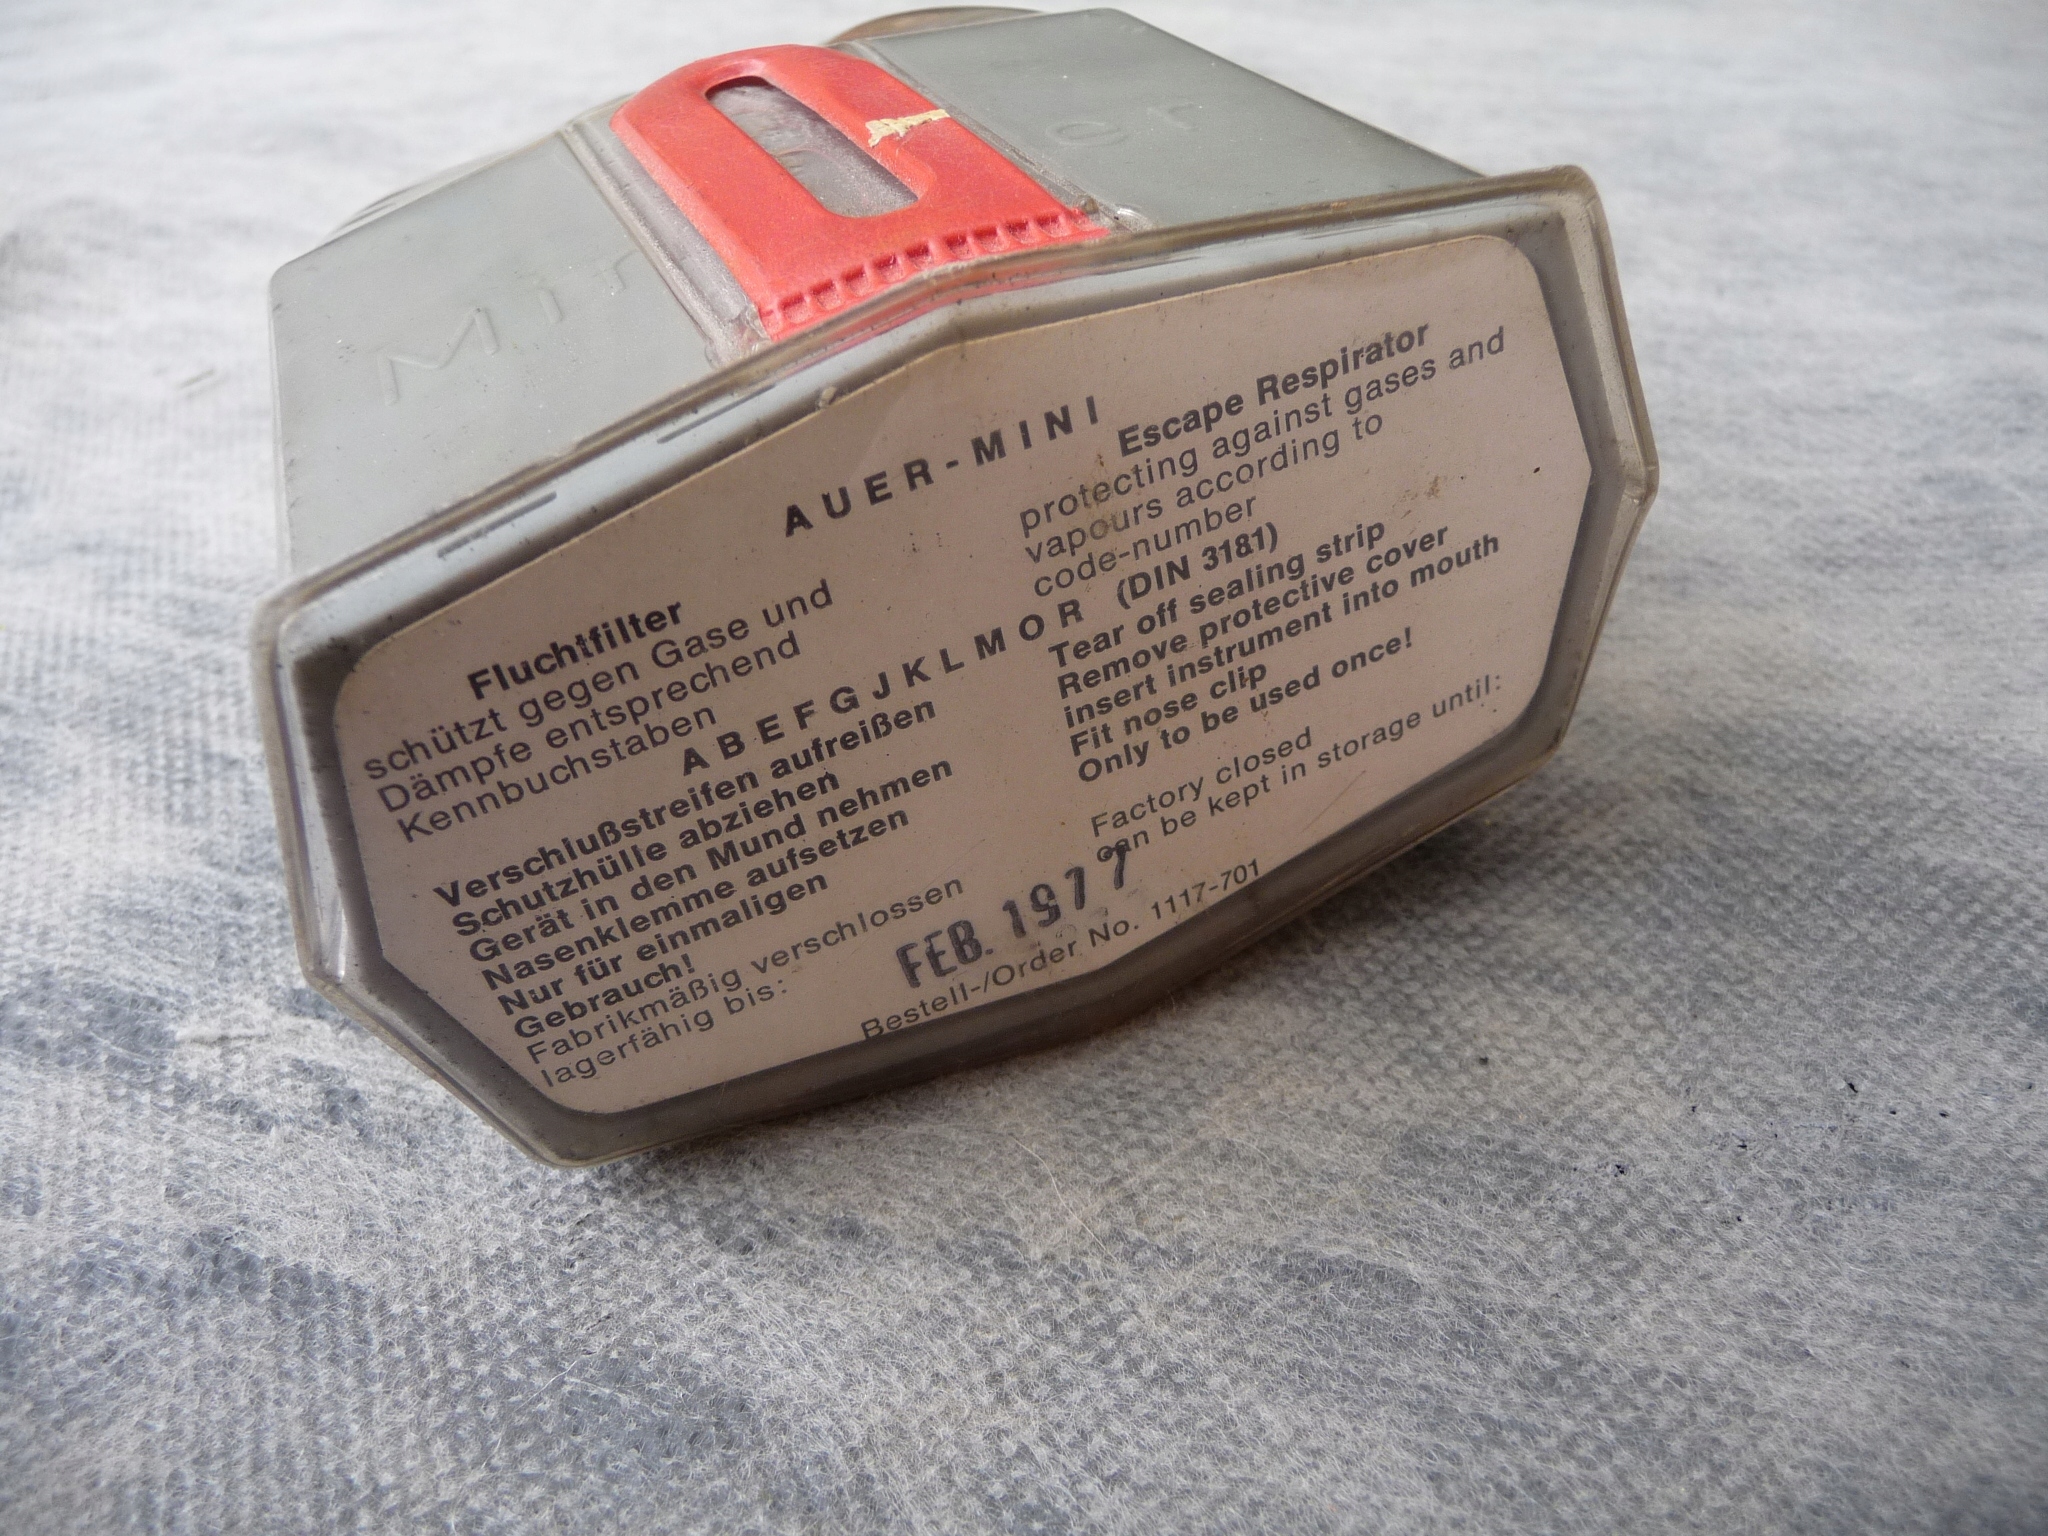 AUER-MINI
Fluchtfilter
schützt gegen Gase und
Dämpfe entsprechend
Kennbuchstaben
Escape Respirator
protecting against gases and
vapours according to
code-number
A B E F G J K L M O R (DIN 3181)
Verschlußstreifen aufreißen
Schutzhülle abziehen
Gerät in den Mund nehmen
Nasenklemme aufsetzen
Nur für einmaligen
Gebrauch!
Tear off sealing strip
Remove protective cover
insert instrument into mouth
Fit nose clip
Only to be used once!
Fabrikmäßig verschlossen
lagerfähig bis:
Factory closed
can be kept in storage until:
FEB. 1977
Bestell-/Order No. 1117-701